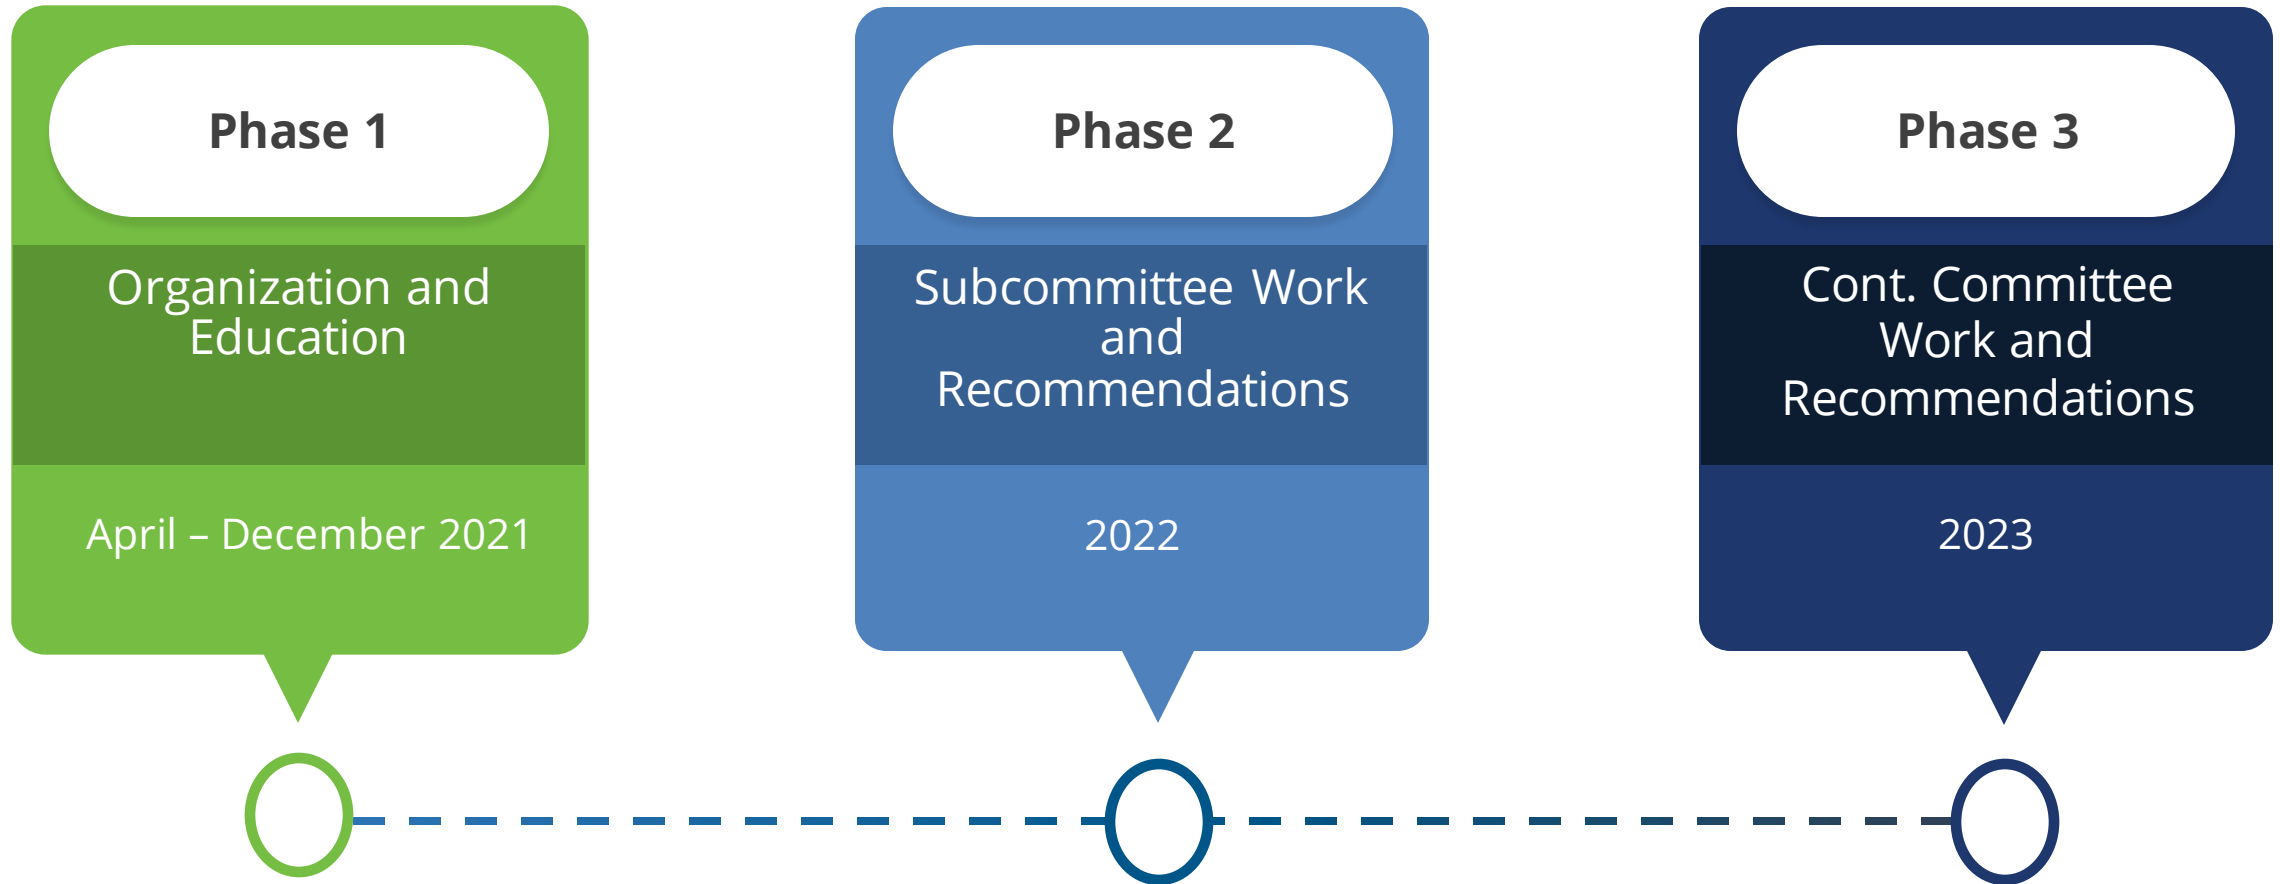 Phase 1
Organization and
Education
April – December 2021
Phase 2
Subcommittee Work
and
Recommendations
2022
Phase 3
Cont. Committee
Work and
Recommendations
2023